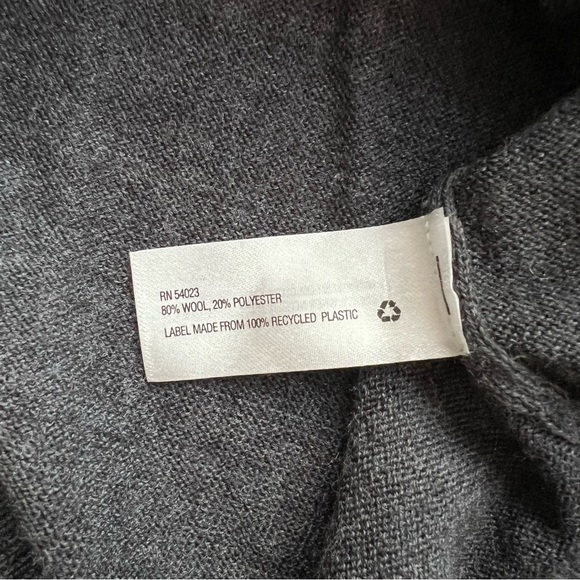 RN 54023
80% WOOL, 20% POLYESTER
LABEL MADE FROM 100% RECYCLED PLASTIC